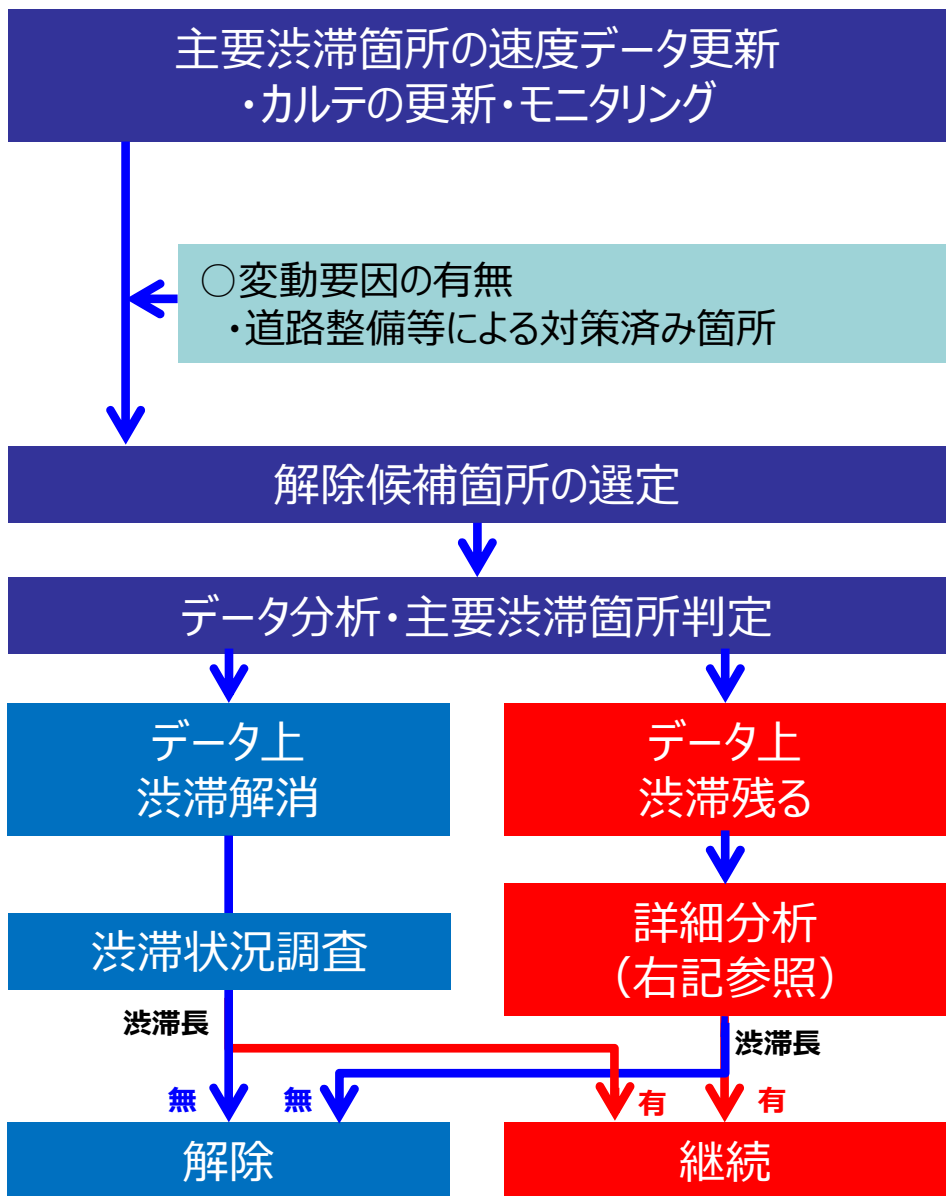 主要渋滞箇所の速度データ更新
・カルテの更新・モニタリング
○変動要因の有無
・道路整備等による対策済み箇所
解除候補箇所の選定
データ分析・主要渋滞箇所判定
データ上
渋滞解消
データ上
渋滞残る
渋滞状況調査
詳細分析
（右記参照）
渋滞長
渋滞長
無
無
有
有
解除
継続